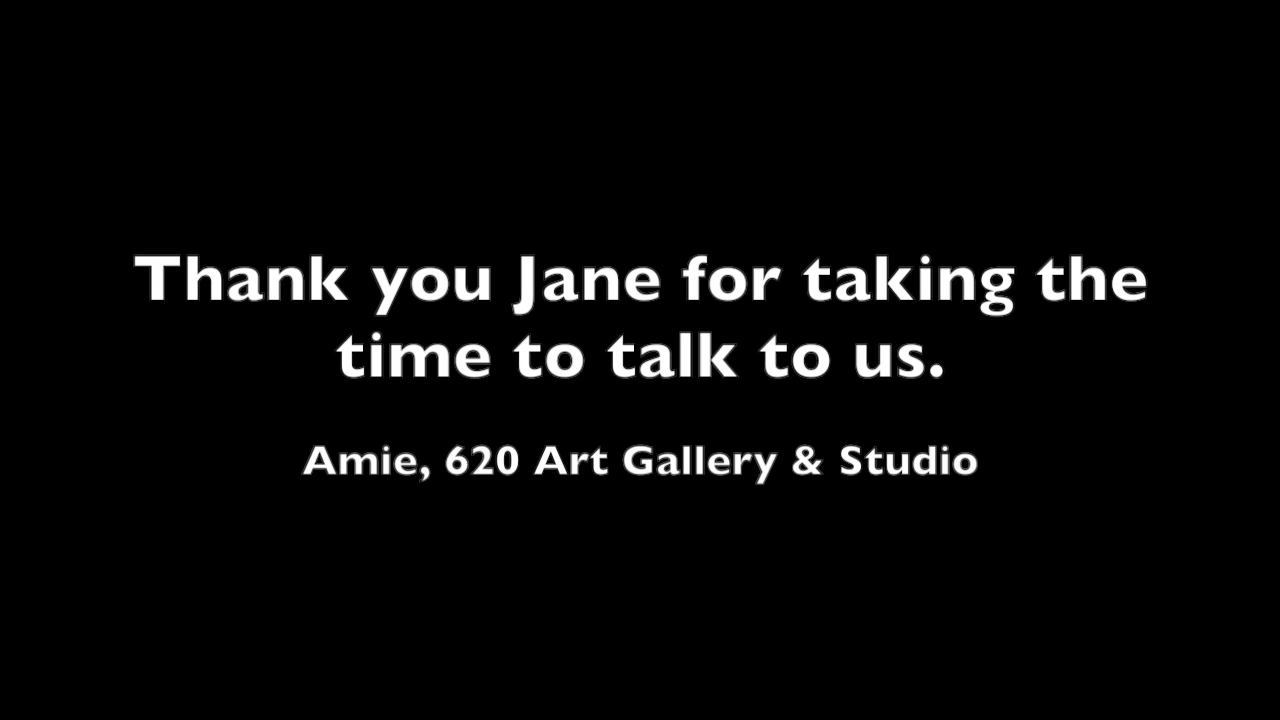 Thank you Jane for taking the
time to talk to us.
Amie, 620 Art Gallery & Studio